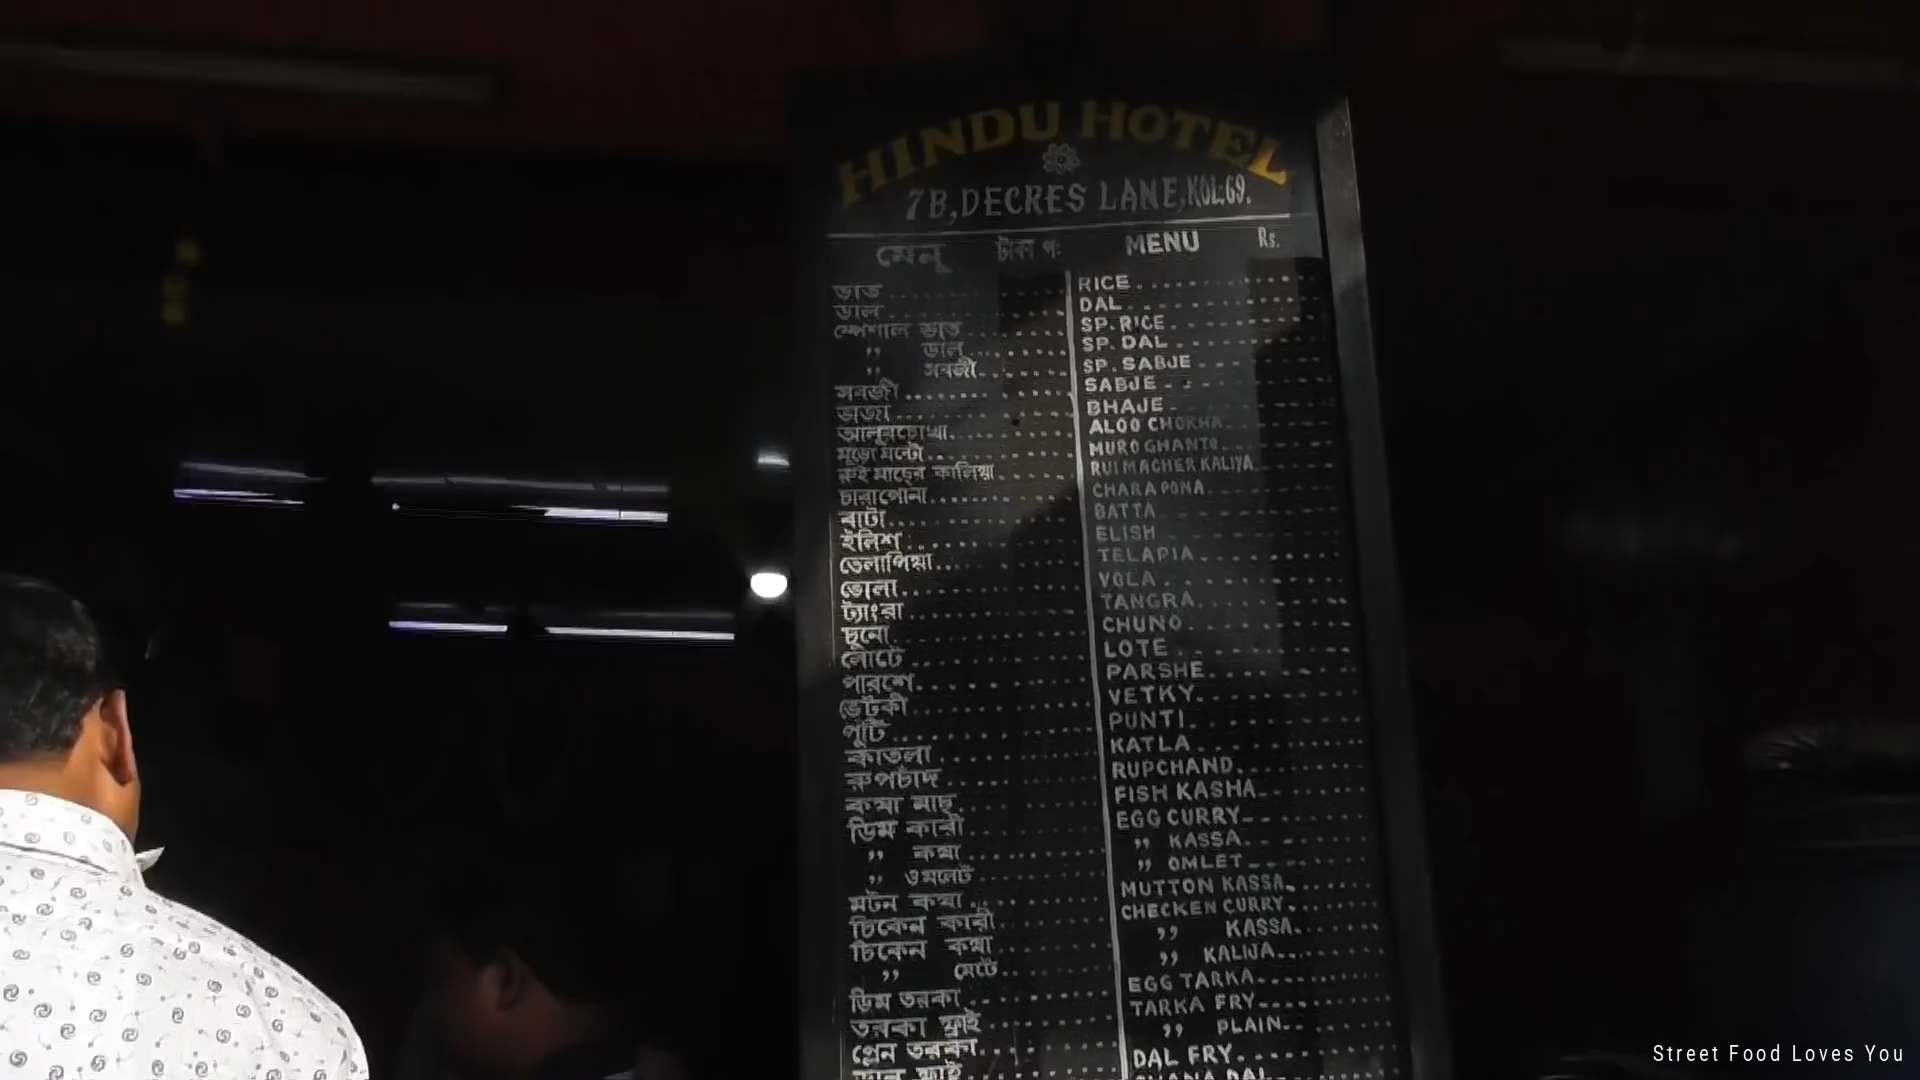 HINDU HOTEL
7B, DECRES LANE, KOL:69.
মেনু টাকা প: MENU Rs.
ভাত RICE
ডাল DAL
স্পেশাল ভাত SP. RICE
,, ডাল SP. DAL
,, সবজী SP. SABJE
সবজী SABJE
ভাজা BHAJE
আলুরচোখা ALOO CHOKHA
মুড়ো ঘন্টো MURO GHANTO
রুই মাছের কালিয়া RUI MACHER KALIYA
চারাপোনা CHARA PONA
বাটা BATTA
ইলিশ ELISH
তেলাপিয়া TELAPIA
ভোলা VOLA
ট্যাংরা TANGRA
চুনো CHUNO
লোটে LOTE
পারশে PARSHE
ভেটকী VETKY
পুঁটি PUNTI
কাতলা KATLA
রুপচাঁদ RUPCHAND
কষা মাছ FISH KASHA
ডিম কারী EGG CURRY
,, কষা ,, KASSA
,, ওমলেট ,, OMLET
মটন কষা MUTTON KASSA
চিকেন কারী CHECKEN CURRY
চিকেন কষা ,, KASSA
,, মেটে ,, KALIJA
ডিম তরকা EGG TARKA
তরকা ফ্রাই TARKA FRY
প্লেন তরকা ,, PLAIN
ডাল ফ্রাই DAL FRY
Street Food Loves You